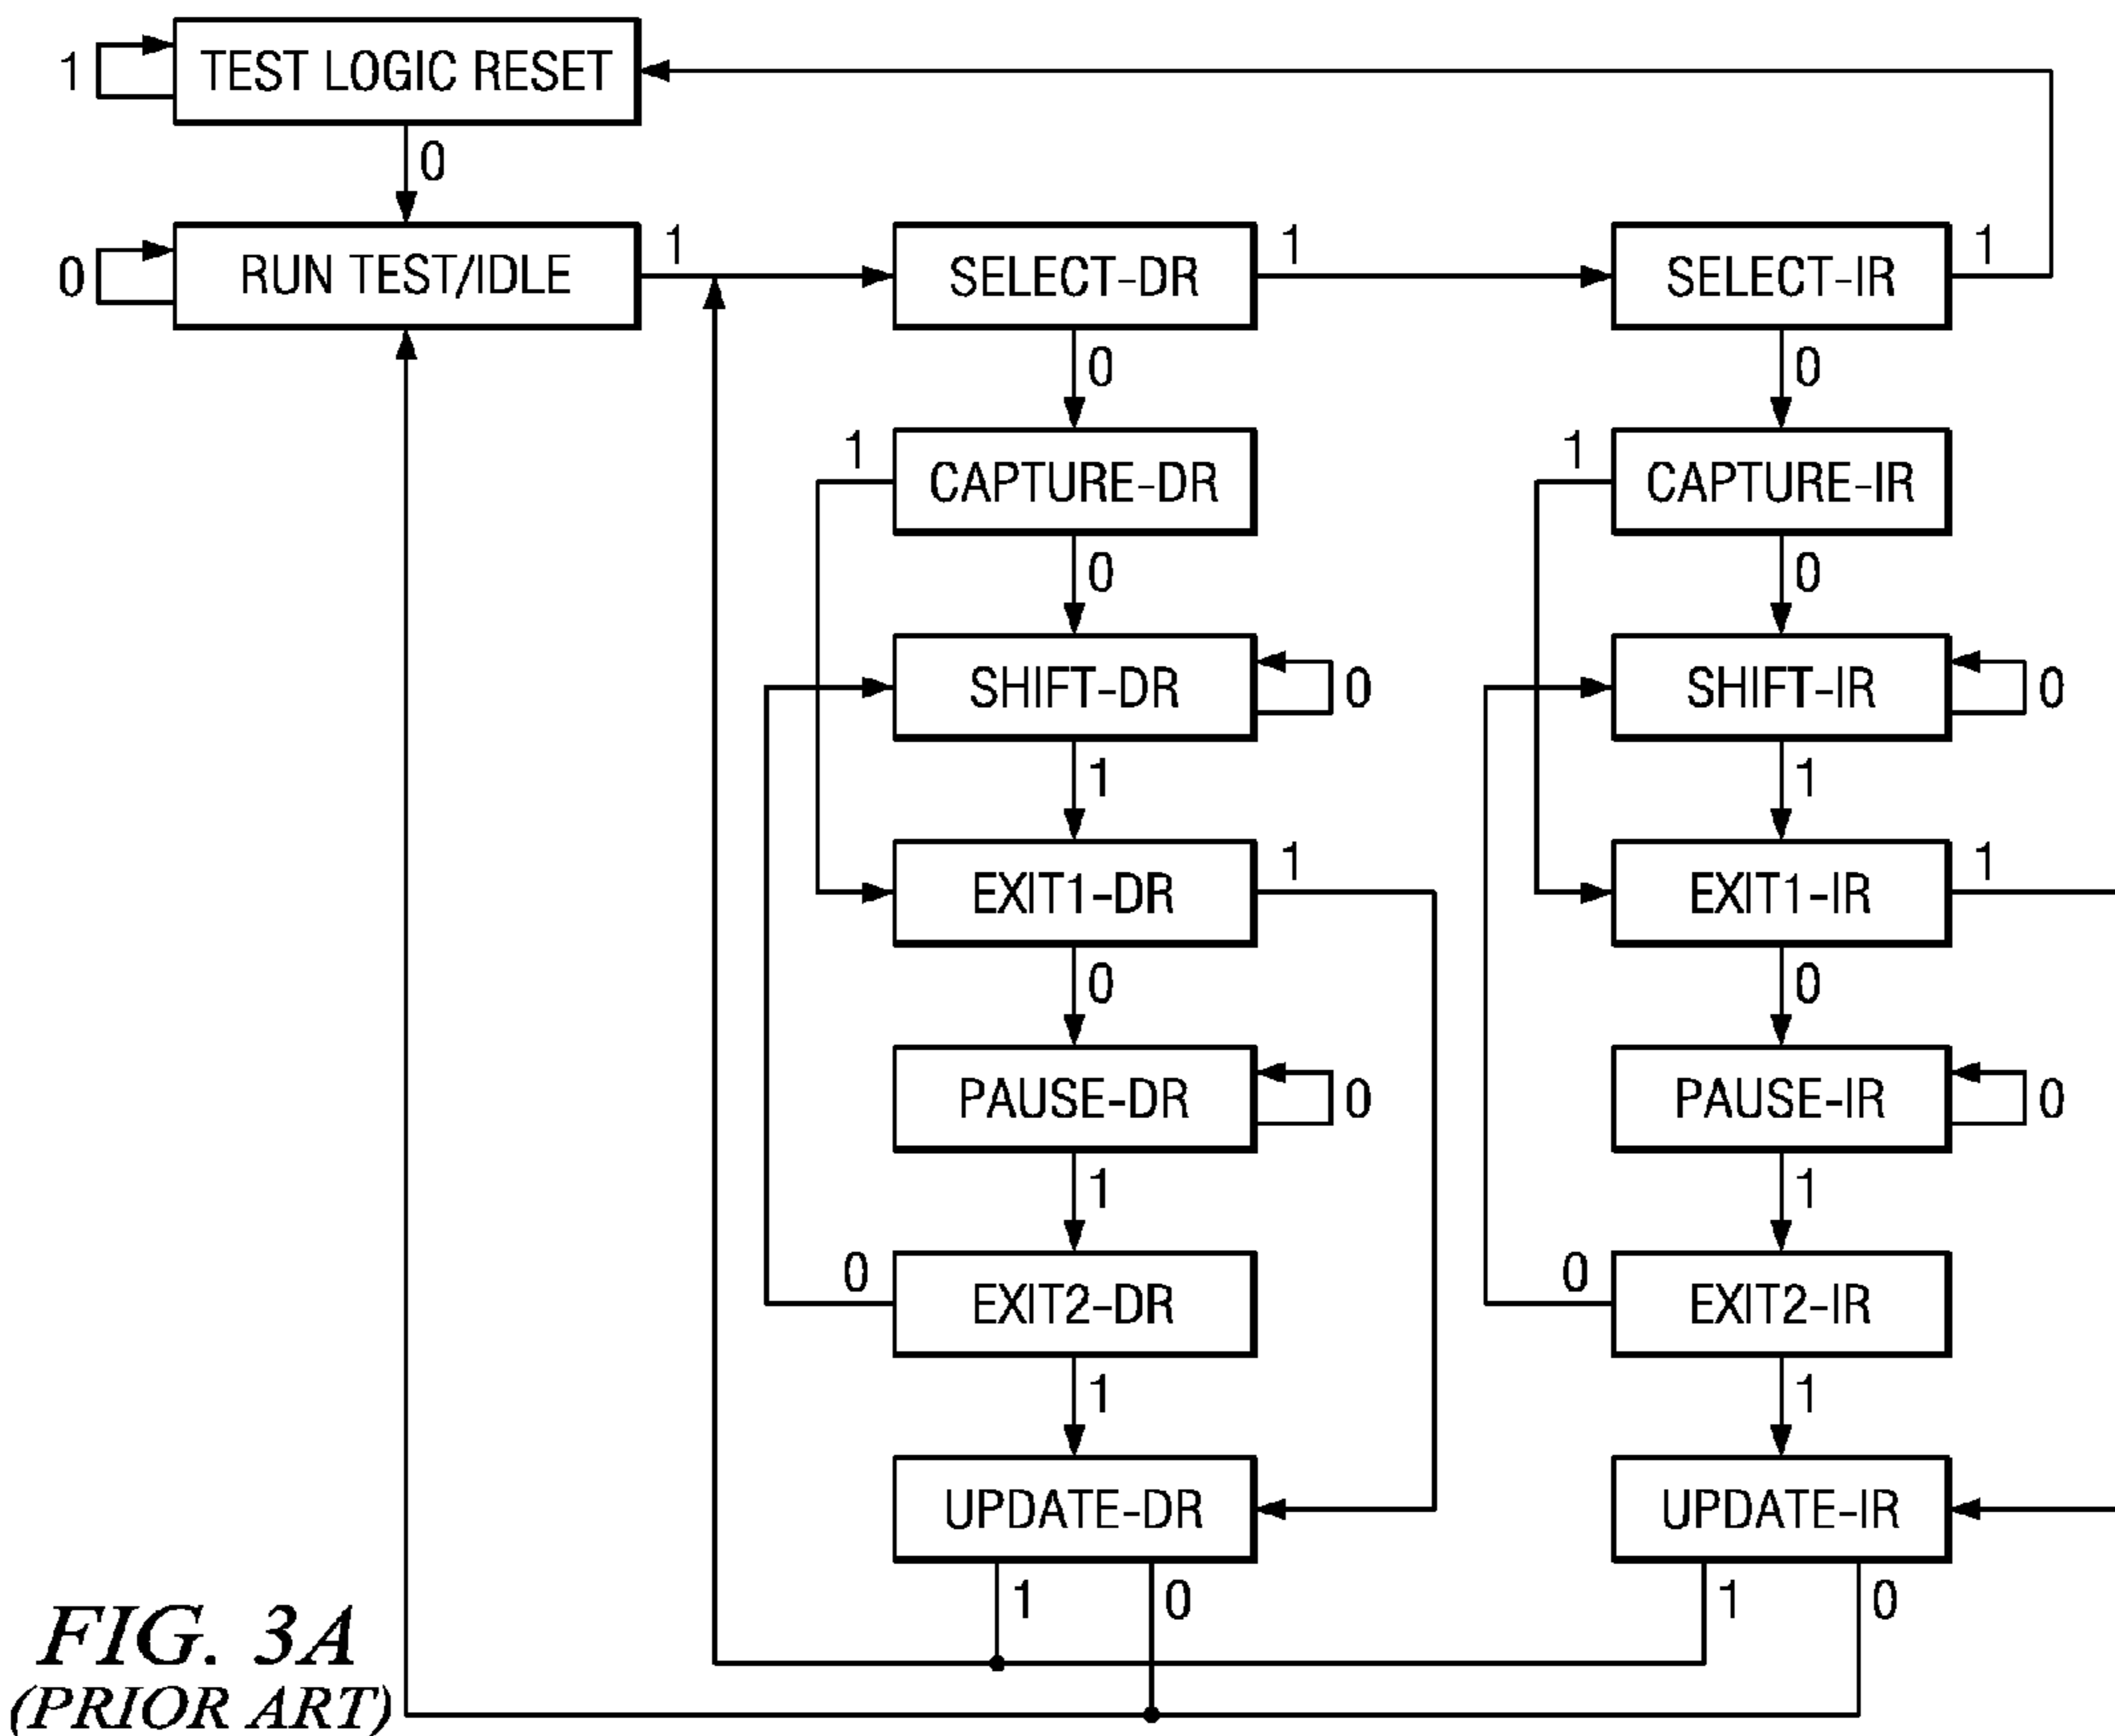 1
TEST LOGIC RESET
0
0
RUN TEST/IDLE
1
SELECT-DR
1
SELECT-IR
1
0
0
1
CAPTURE-DR
1
CAPTURE-IR
0
0
SHIFT-DR
0
SHIFT-IR
0
1
1
EXIT1-DR
1
EXIT1-IR
1
0
0
PAUSE-DR
0
PAUSE-IR
0
1
1
0
EXIT2-DR
0
EXIT2-IR
1
1
UPDATE-DR
UPDATE-IR
1
0
1
0
FIG. 3A
(PRIOR ART)